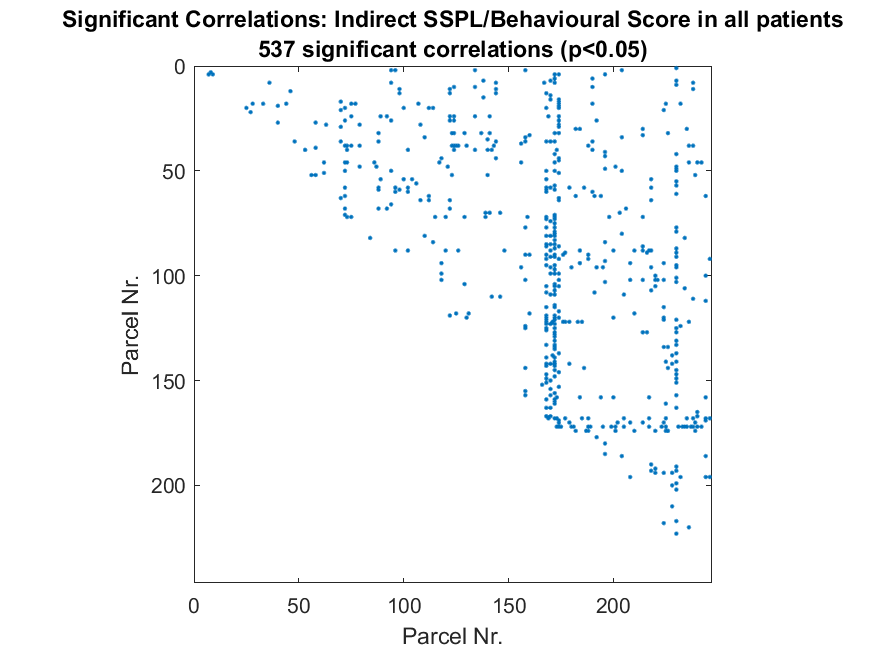 Significant Correlations: Indirect SSPL/Behavioural Score in all patients
537 significant correlations (p<0.05)
0
50
100
150
200
Parcel Nr.
0 50 100 150 200
Parcel Nr.